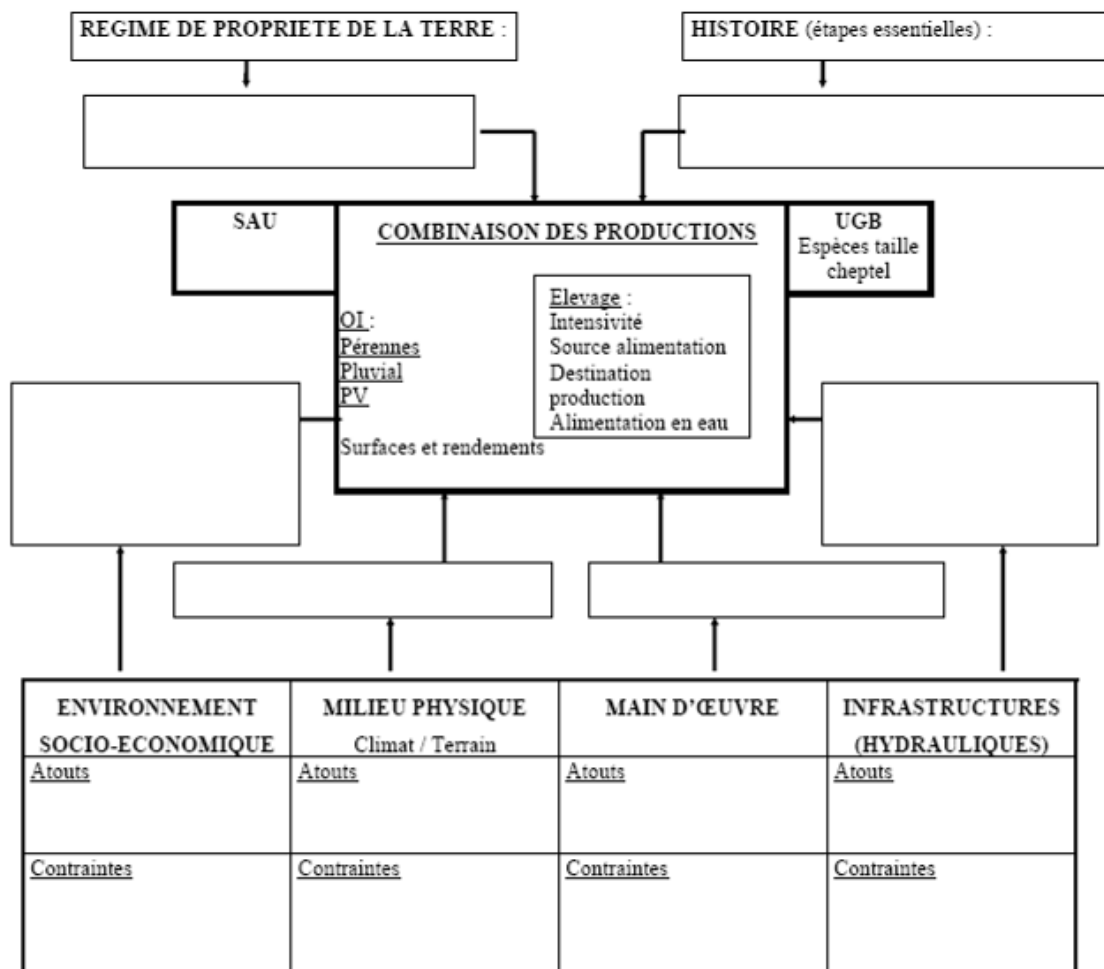 REGIME DE PROPRIETE DE LA TERRE :
HISTOIRE (étapes essentielles) :
SAU
COMBINAISON DES PRODUCTIONS
UGB
Espèces taille
cheptel
OI :
Pérennes
Pluvial
PV
Surfaces et rendements
Elevage :
Intensivité
Source alimentation
Destination
production
Alimentation en eau
ENVIRONNEMENT
SOCIO-ECONOMIQUE
MILIEU PHYSIQUE
Climat / Terrain
MAIN D'ŒUVRE
INFRASTRUCTURES
(HYDRAULIQUES)
Atouts
Atouts
Atouts
Atouts
Contraintes
Contraintes
Contraintes
Contraintes